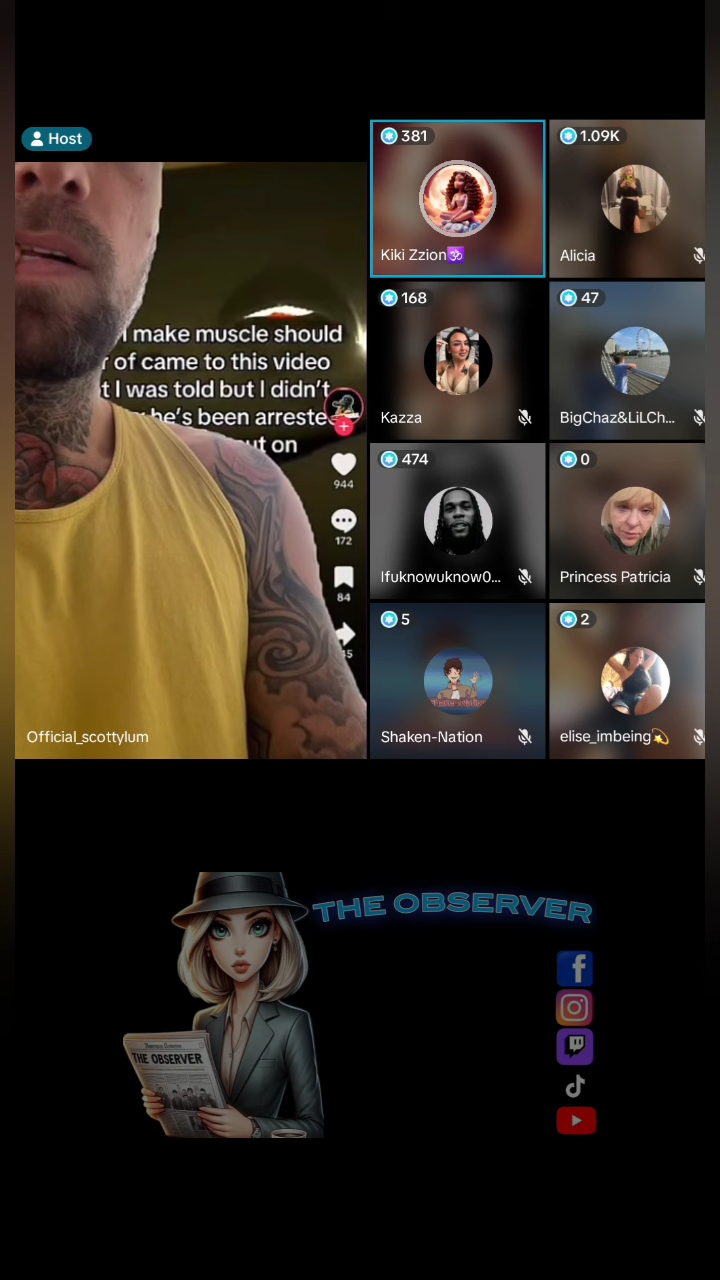 Host
I make muscle should
of came to this video
I was told but I didn't
he's been arreste
out on
944
172
84
45
Official_scottylum
381
Kiki Zzion🕉
1.09K
Alicia
168
Kazza
47
BigChaz&LiLCh...
474
Ifuknowuknow0...
0
Princess Patricia
5
Shaken-Nation
2
elise_imbeing💫
THE OBSERVER
THE OBSERVER